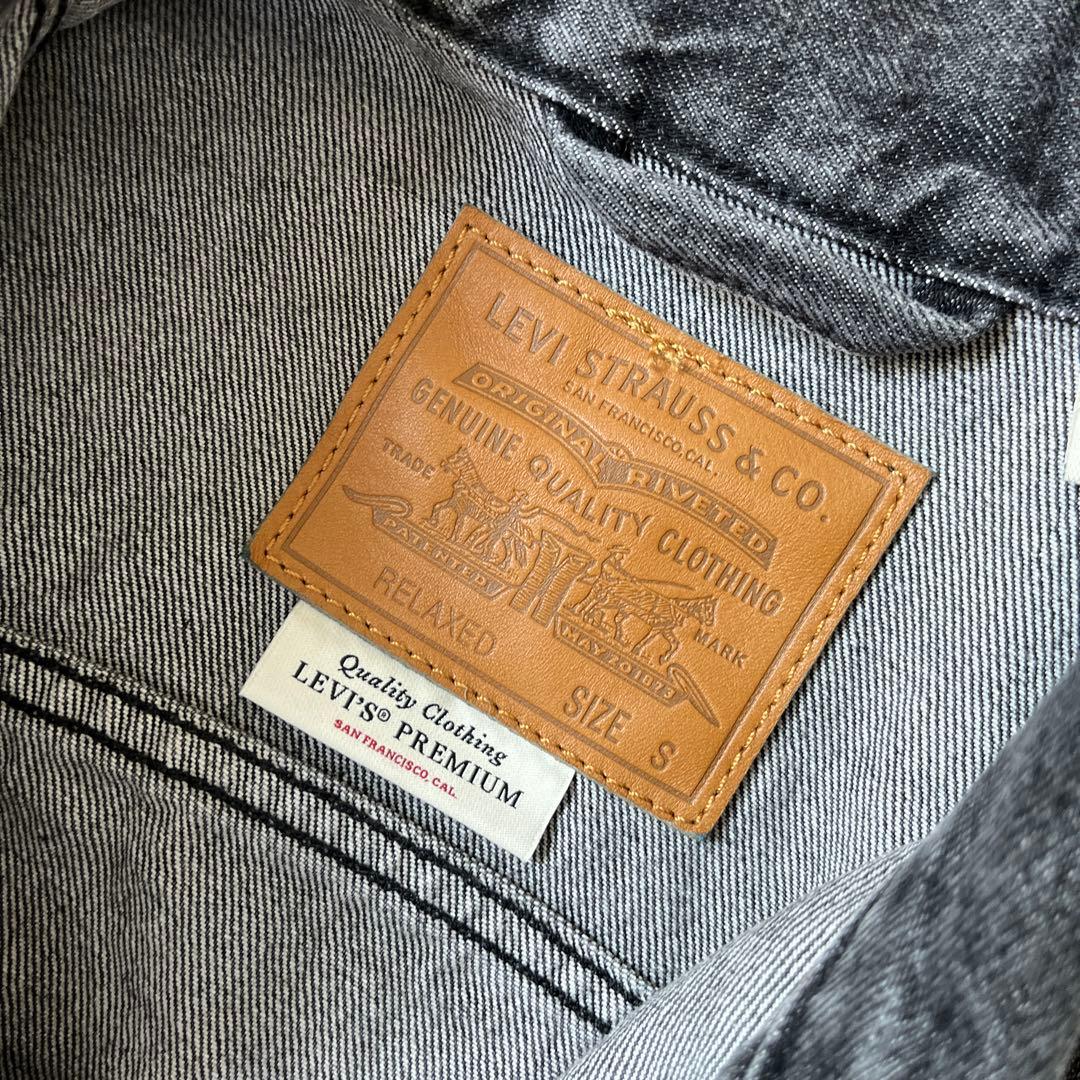 LEVI STRAUSS & CO.
SAN FRANCISCO, CAL.
ORIGINAL RIVETED
GENUINE QUALITY CLOTHING
TRADE MARK
PATENTED MAY 20 1873
RELAXED
SIZE S
Quality Clothing
LEVI'S® PREMIUM
SAN FRANCISCO, CAL.